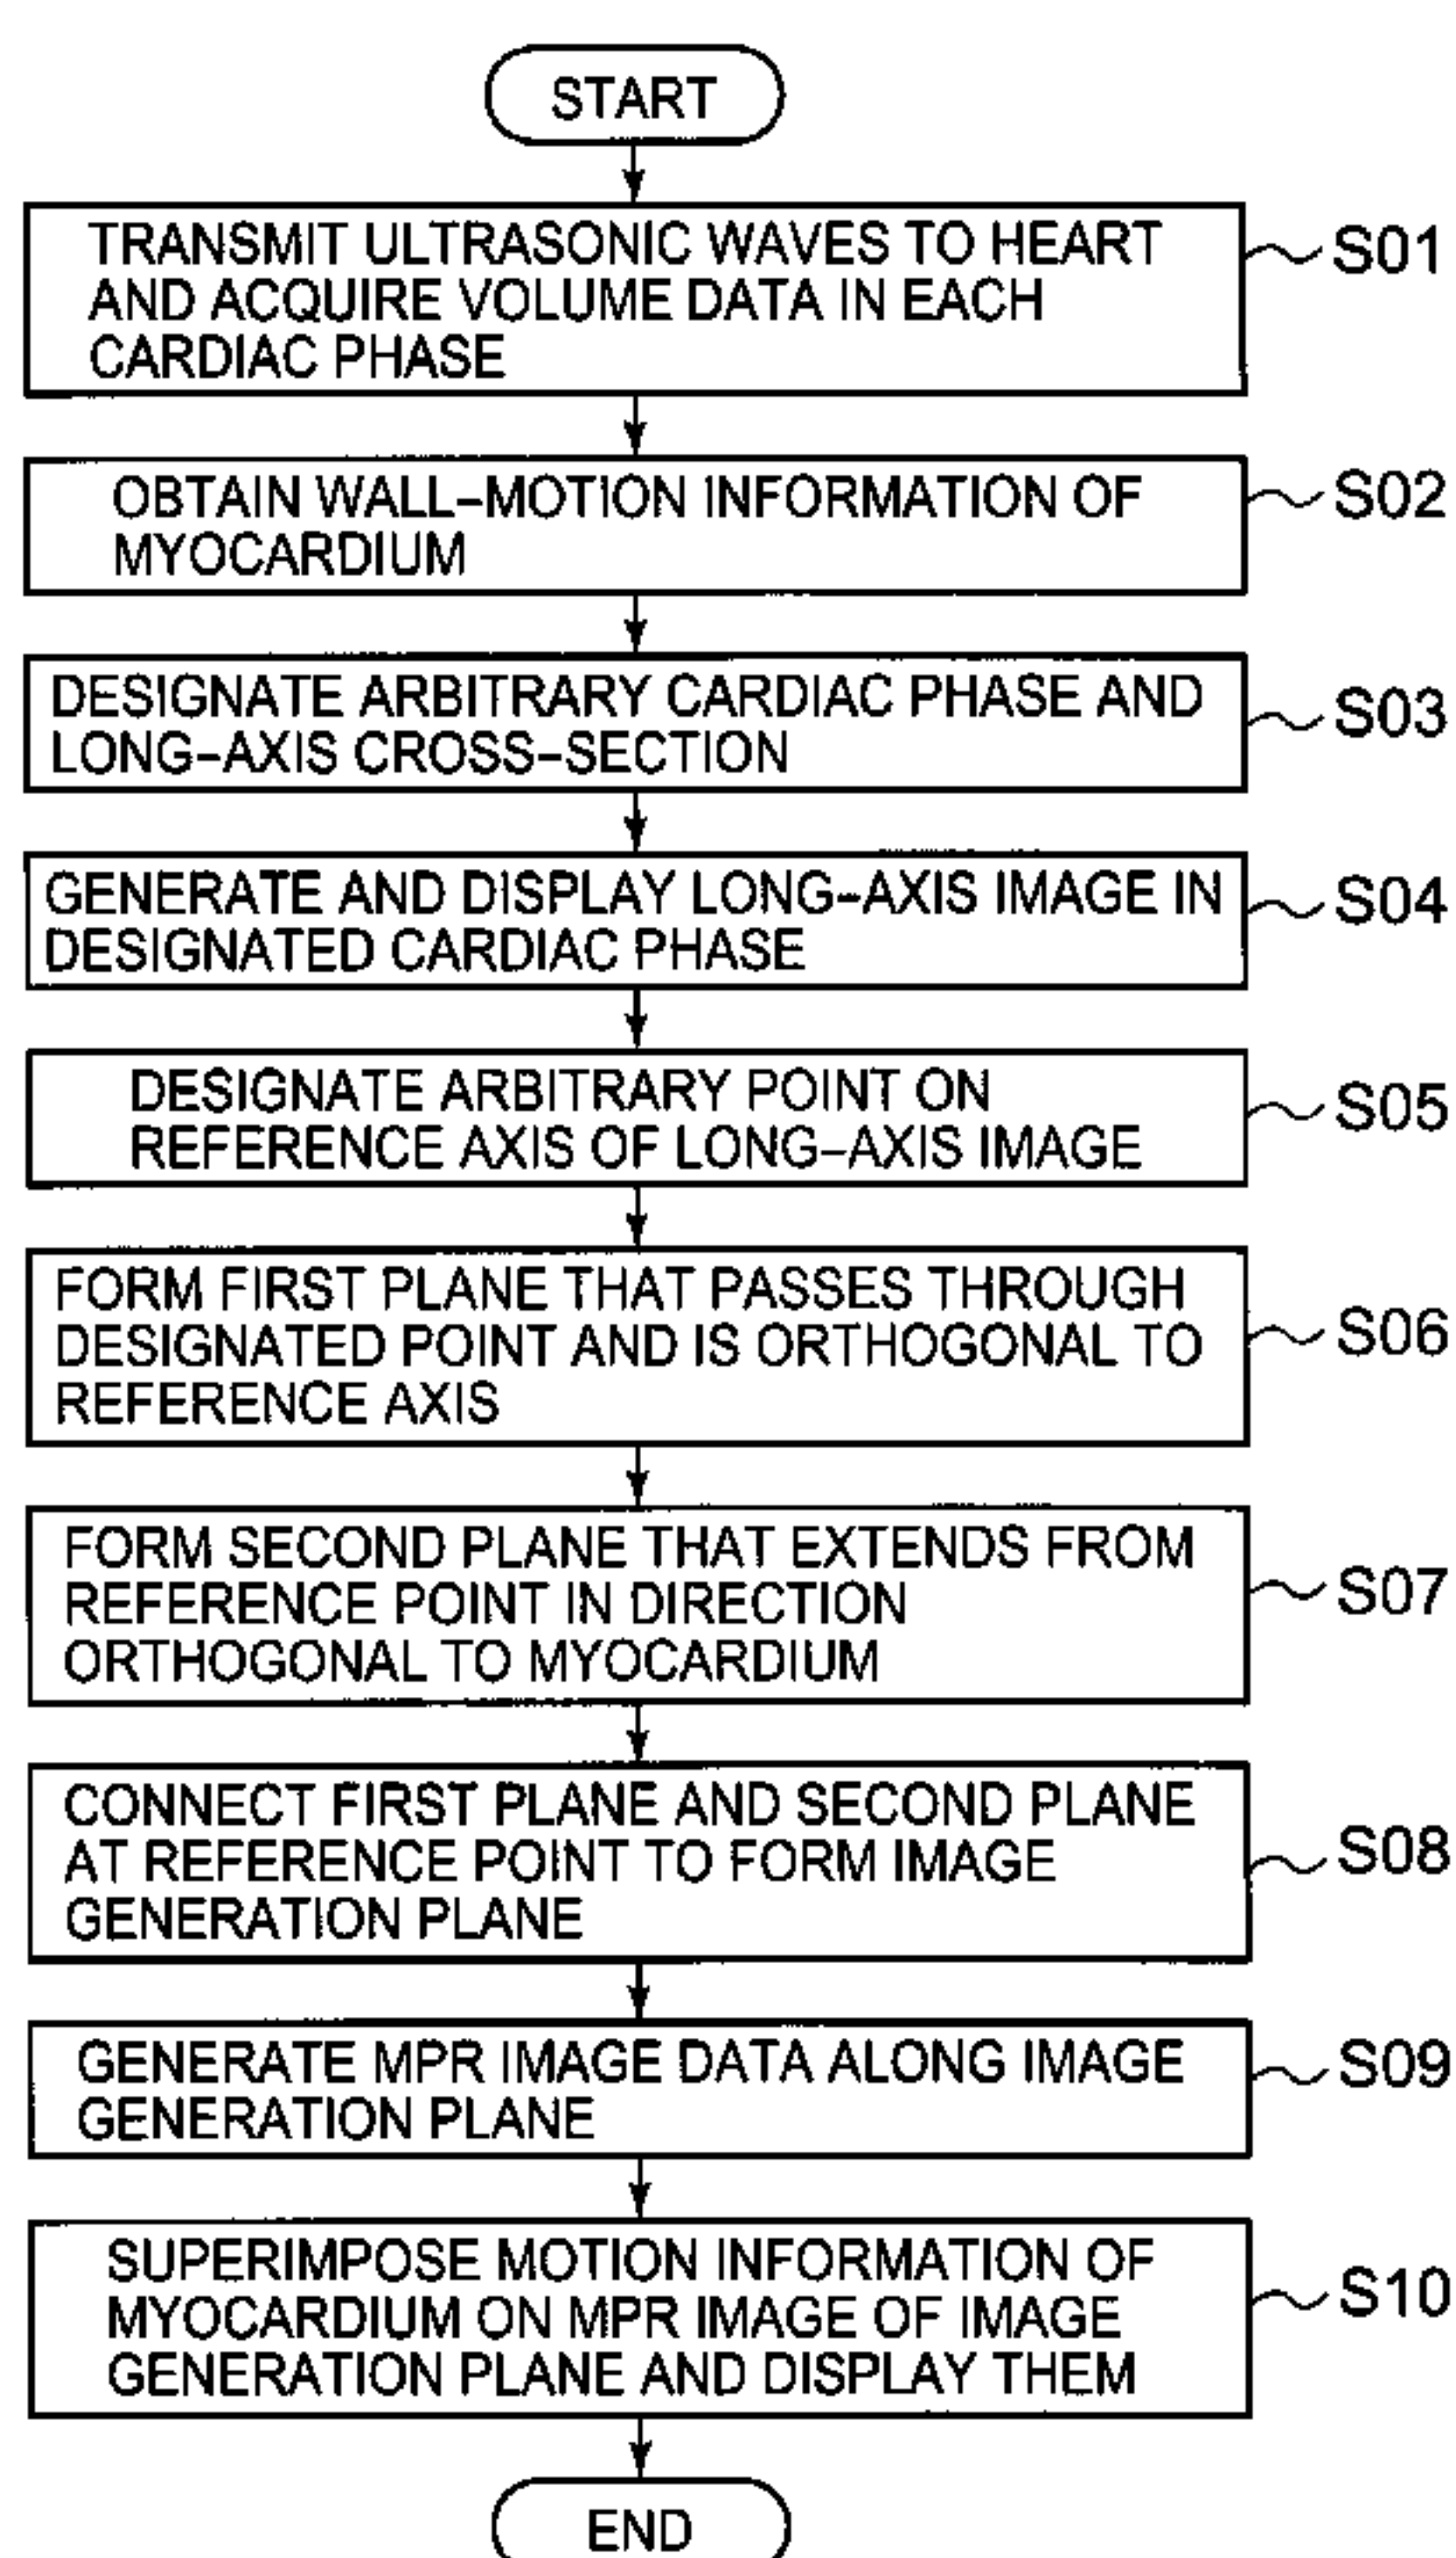 START
TRANSMIT ULTRASONIC WAVES TO HEART
AND ACQUIRE VOLUME DATA IN EACH
CARDIAC PHASE
S01
OBTAIN WALL-MOTION INFORMATION OF
MYOCARDIUM
S02
DESIGNATE ARBITRARY CARDIAC PHASE AND
LONG-AXIS CROSS-SECTION
S03
GENERATE AND DISPLAY LONG-AXIS IMAGE IN
DESIGNATED CARDIAC PHASE
S04
DESIGNATE ARBITRARY POINT ON
REFERENCE AXIS OF LONG-AXIS IMAGE
S05
FORM FIRST PLANE THAT PASSES THROUGH
DESIGNATED POINT AND IS ORTHOGONAL TO
REFERENCE AXIS
S06
FORM SECOND PLANE THAT EXTENDS FROM
REFERENCE POINT IN DIRECTION
ORTHOGONAL TO MYOCARDIUM
S07
CONNECT FIRST PLANE AND SECOND PLANE
AT REFERENCE POINT TO FORM IMAGE
GENERATION PLANE
S08
GENERATE MPR IMAGE DATA ALONG IMAGE
GENERATION PLANE
S09
SUPERIMPOSE MOTION INFORMATION OF
MYOCARDIUM ON MPR IMAGE OF IMAGE
GENERATION PLANE AND DISPLAY THEM
S10
END